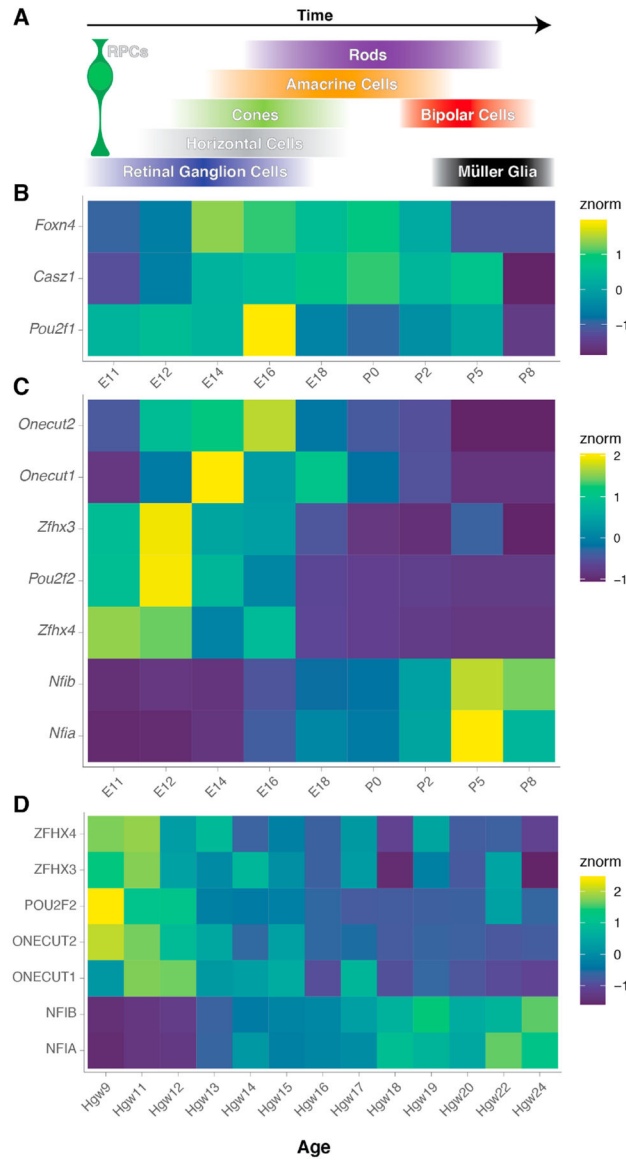 A
Time
RPCs
Rods
Amacrine Cells
Cones
Bipolar Cells
Horizontal Cells
Retinal Ganglion Cells
Müller Glia
B
Foxn4
Casz1
Pou2f1
E11 E12 E14 E16 E18 P0 P2 P5 P8
znorm
1
0
−1
C
Onecut2
Onecut1
Zfhx3
Pou2f2
Zfhx4
Nfib
Nfia
E11 E12 E14 E16 E18 P0 P2 P5 P8
znorm
2
1
0
−1
D
ZFHX4
ZFHX3
POU2F2
ONECUT2
ONECUT1
NFIB
NFIA
Hgw9 Hgw11 Hgw12 Hgw13 Hgw14 Hgw15 Hgw16 Hgw17 Hgw18 Hgw19 Hgw20 Hgw22 Hgw24
znorm
2
1
0
−1
Age